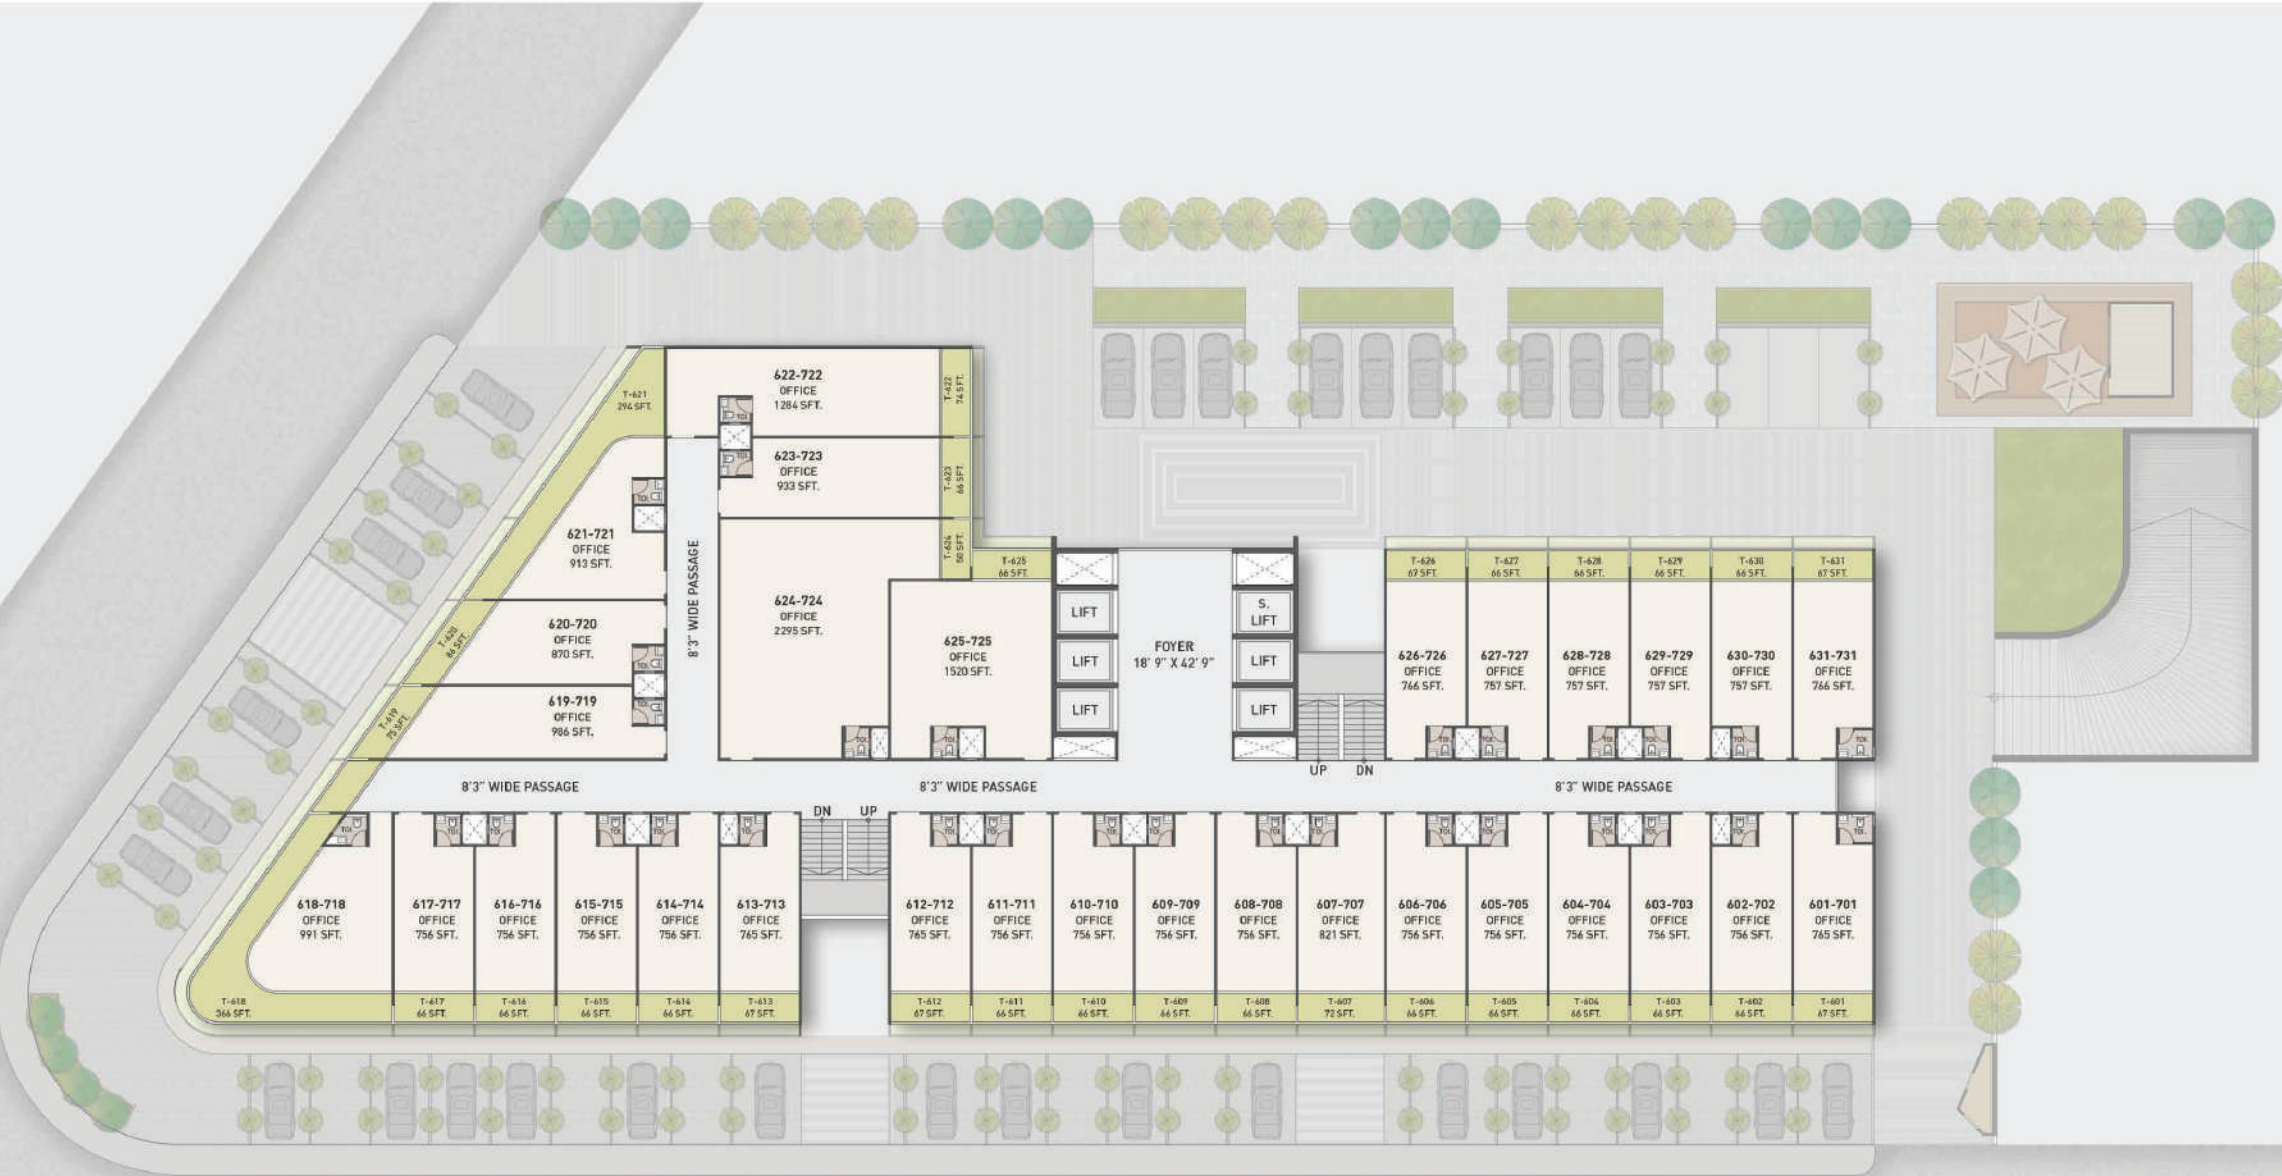 622-722
OFFICE
1284 SFT.
T-621
294 SFT.
T-622
74 SFT.
623-723
OFFICE
933 SFT.
T-623
66 SFT.
621-721
OFFICE
913 SFT.
T-624
50 SFT.
T-625
66 SFT.
8'3" WIDE PASSAGE
624-724
OFFICE
2295 SFT.
620-720
OFFICE
870 SFT.
T-620
86 SFT.
625-725
OFFICE
1520 SFT.
619-719
OFFICE
986 SFT.
T-619
75 SFT.
LIFT
LIFT
LIFT
FOYER
18' 9" X 42' 9"
S.
LIFT
LIFT
LIFT
UP
DN
T-626
67 SFT.
T-627
66 SFT.
T-628
66 SFT.
T-629
66 SFT.
T-630
66 SFT.
T-631
67 SFT.
626-726
OFFICE
766 SFT.
627-727
OFFICE
757 SFT.
628-728
OFFICE
757 SFT.
629-729
OFFICE
757 SFT.
630-730
OFFICE
757 SFT.
631-731
OFFICE
766 SFT.
8'3" WIDE PASSAGE
8'3" WIDE PASSAGE
8'3" WIDE PASSAGE
DN
UP
618-718
OFFICE
991 SFT.
617-717
OFFICE
756 SFT.
616-716
OFFICE
756 SFT.
615-715
OFFICE
756 SFT.
614-714
OFFICE
756 SFT.
613-713
OFFICE
765 SFT.
612-712
OFFICE
765 SFT.
611-711
OFFICE
756 SFT.
610-710
OFFICE
756 SFT.
609-709
OFFICE
756 SFT.
608-708
OFFICE
756 SFT.
607-707
OFFICE
821 SFT.
606-706
OFFICE
756 SFT.
605-705
OFFICE
756 SFT.
604-704
OFFICE
756 SFT.
603-703
OFFICE
756 SFT.
602-702
OFFICE
756 SFT.
601-701
OFFICE
765 SFT.
T-618
366 SFT.
T-617
66 SFT.
T-616
66 SFT.
T-615
66 SFT.
T-614
66 SFT.
T-613
67 SFT.
T-612
67 SFT.
T-611
66 SFT.
T-610
66 SFT.
T-609
66 SFT.
T-608
66 SFT.
T-607
72 SFT.
T-606
66 SFT.
T-605
66 SFT.
T-604
66 SFT.
T-603
66 SFT.
T-602
66 SFT.
T-601
67 SFT.